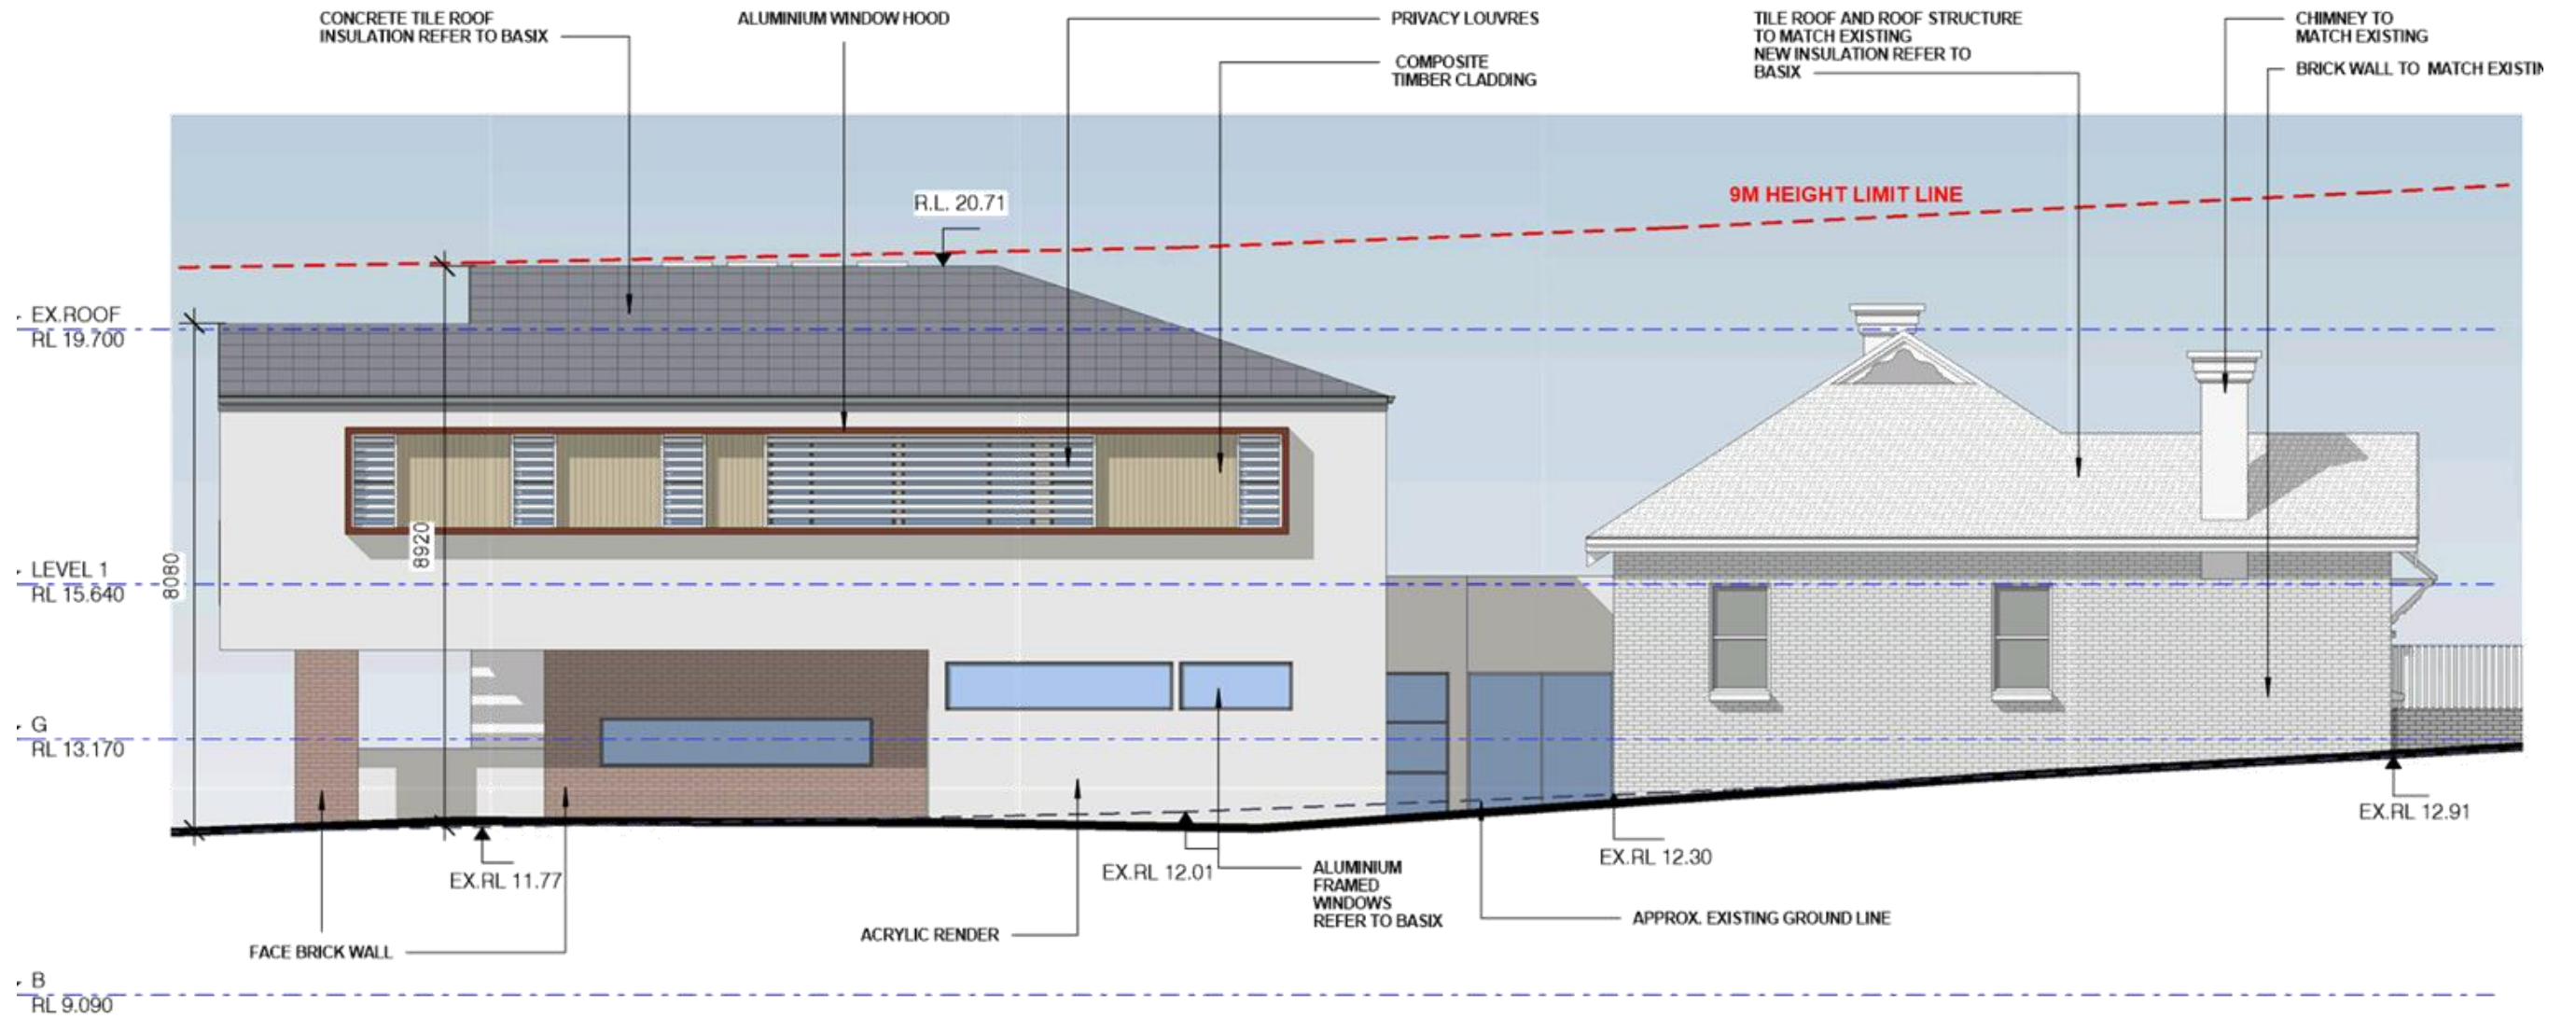 CONCRETE TILE ROOF
INSULATION REFER TO BASIX
ALUMINIUM WINDOW HOOD
PRIVACY LOUVRES
COMPOSITE
TIMBER CLADDING
TILE ROOF AND ROOF STRUCTURE
TO MATCH EXISTING
NEW INSULATION REFER TO
BASIX
CHIMNEY TO
MATCH EXISTING
BRICK WALL TO MATCH EXISTIN
9M HEIGHT LIMIT LINE
R.L. 20.71
EX.ROOF
RL 19.700
8920
8080
LEVEL 1
RL 15.640
G
RL 13.170
EX.RL 12.91
EX.RL 12.30
EX.RL 11.77
EX.RL 12.01
ALUMINIUM
FRAMED
WINDOWS
REFER TO BASIX
APPROX. EXISTING GROUND LINE
ACRYLIC RENDER
FACE BRICK WALL
B
RL 9.090